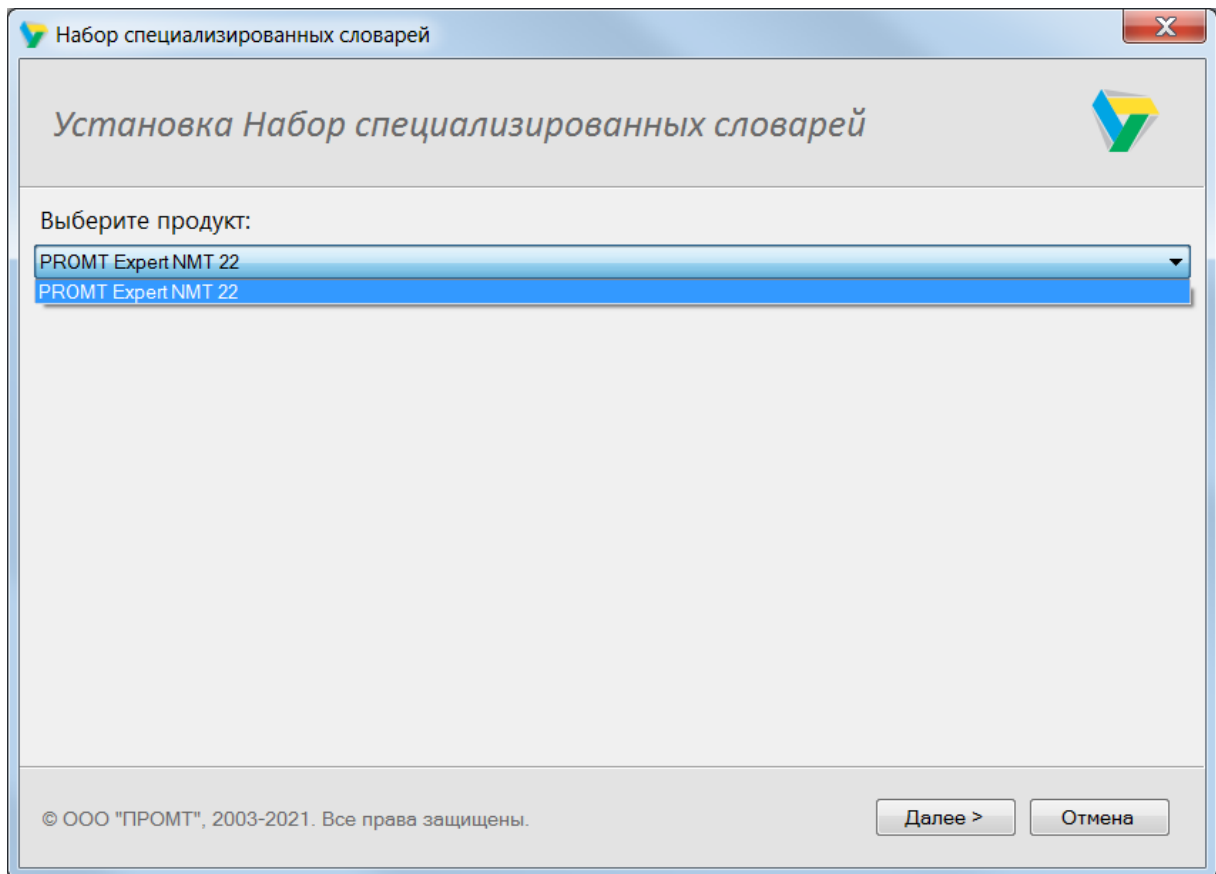 Набор специализированных словарей
Установка Набор специализированных словарей
Выберите продукт:
PROMT Expert NMT 22
PROMT Expert NMT 22
© ООО "ПРОМТ", 2003-2021. Все права защищены.
Далее >
Отмена